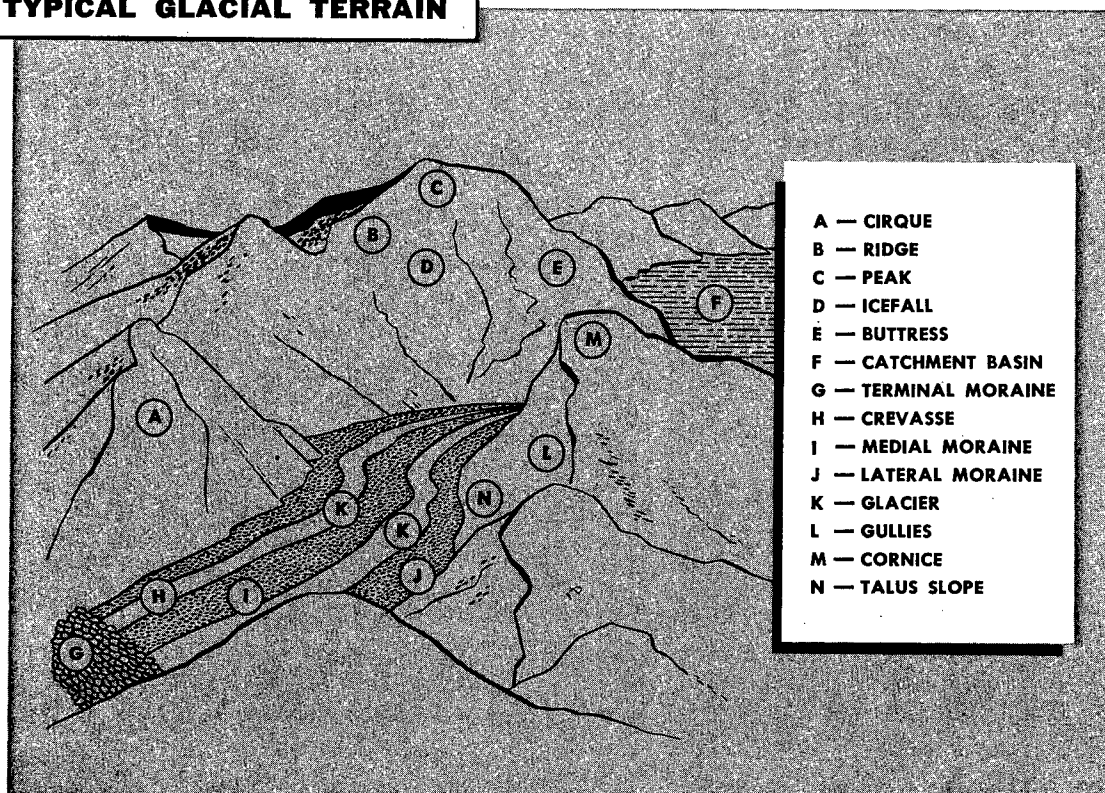 TYPICAL GLACIAL TERRAIN
C
B
D
E
F
M
A
L
K
N
K
J
H
I
G
A — CIRQUE
B — RIDGE
C — PEAK
D — ICEFALL
E — BUTTRESS
F — CATCHMENT BASIN
G — TERMINAL MORAINE
H — CREVASSE
I — MEDIAL MORAINE
J — LATERAL MORAINE
K — GLACIER
L — GULLIES
M — CORNICE
N — TALUS SLOPE